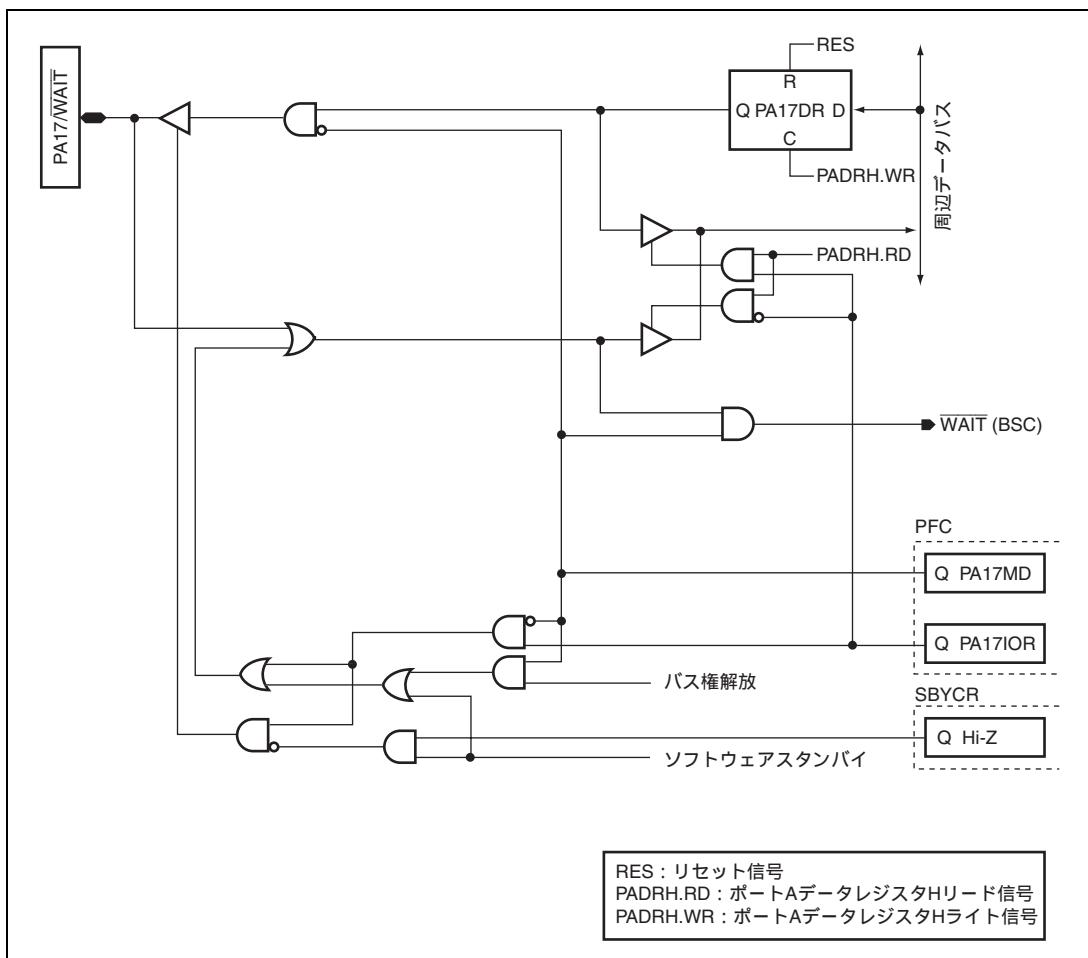 PA17/W̅A̅I̅T̅
RES
R
Q PA17DR D
C
PADRH.WR
周辺データバス
PADRH.RD
W̅A̅I̅T̅ (BSC)
PFC
Q PA17MD
Q PA17IOR
バス権解放
SBYCR
Q Hi-Z
ソフトウェアスタンバイ
RES：リセット信号
PADRH.RD：ポートAデータレジスタHリード信号
PADRH.WR：ポートAデータレジスタHライト信号